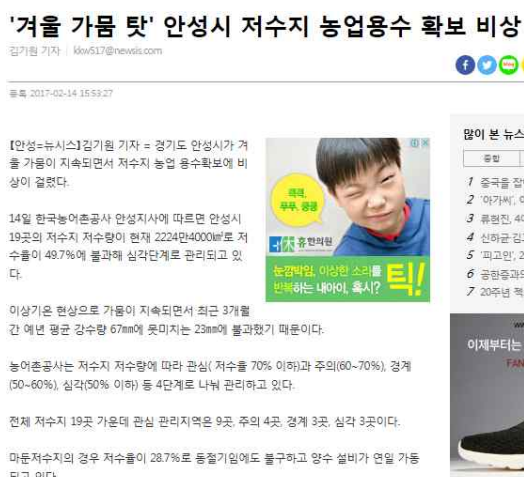 '겨울 가뭄 탓' 안성시 저수지 농업용수 확보 비상
김기원 기자 | kkw517@newsis.com
등록 2017-02-14 15:53:27
【안성=뉴시스】김기원 기자 = 경기도 안성시가 겨
울 가뭄이 지속되면서 저수지 농업 용수확보에 비
상이 걸렸다.
14일 한국농어촌공사 안성지사에 따르면 안성시
19곳의 저수지 저수량이 현재 2224만4000㎥로 저
수율이 49.7%에 불과해 심각단계로 관리되고 있
다.
이상기온 현상으로 가뭄이 지속되면서 최근 3개월
간 예년 평균 강수량 67mm에 못미치는 23mm에 불과했기 때문이다.
농어촌공사는 저수지 저수량에 따라 관심( 저수율 70% 이하)과 주의(60~70%), 경계
(50~60%), 심각(50% 이하) 등 4단계로 나눠 관리하고 있다.
전체 저수지 19곳 가운데 관심 관리지역은 9곳, 주의 4곳, 경계 3곳, 심각 3곳이다.
마둔저수지의 경우 저수율이 28.7%로 동절기임에도 불구하고 양수 설비가 연일 가동
되고 있다
킥킥,
푸푸, 킁킁
휴한의원
눈깜박임, 이상한 소리를
반복하는 내아이, 혹시?
틱!
많이 본 뉴스
종합
1 중국을 잡
2 '아가씨',
3 류현진, 4
4 신하균·김
5 '피고인', 2
6 공한증과
7 20주년 젝
이제부터는
FAN